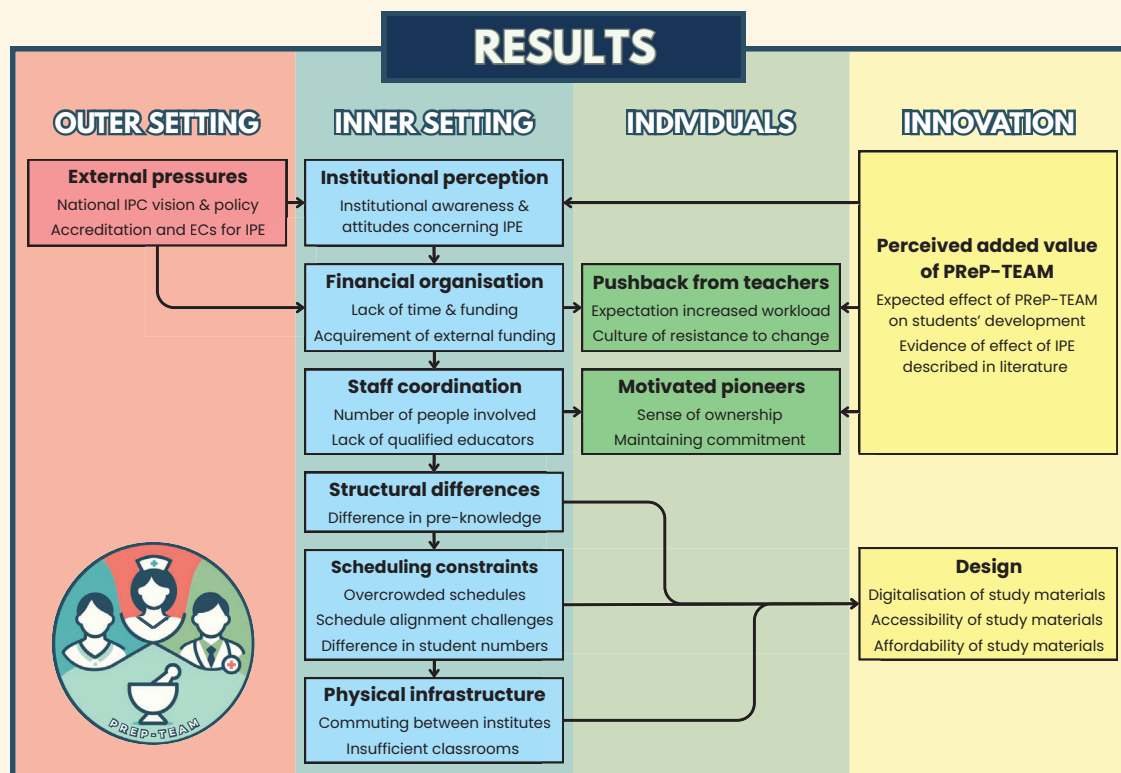 RESULTS
OUTER SETTING
External pressures
National IPC vision & policy
Accreditation and ECs for IPE
INNER SETTING
Institutional perception
Institutional awareness &
attitudes concerning IPE
Financial organisation
Lack of time & funding
Acquirement of external funding
Staff coordination
Number of people involved
Lack of qualified educators
Structural differences
Difference in pre-knowledge
Scheduling constraints
Overcrowded schedules
Schedule alignment challenges
Difference in student numbers
Physical infrastructure
Commuting between institutes
Insufficient classrooms
INDIVIDUALS
Pushback from teachers
Expectation increased workload
Culture of resistance to change
Motivated pioneers
Sense of ownership
Maintaining commitment
INNOVATION
Perceived added value
of PReP-TEAM
Expected effect of PReP-TEAM
on students’ development
Evidence of effect of IPE
described in literature
Design
Digitalisation of study materials
Accessibility of study materials
Affordability of study materials
PREP-TEAM